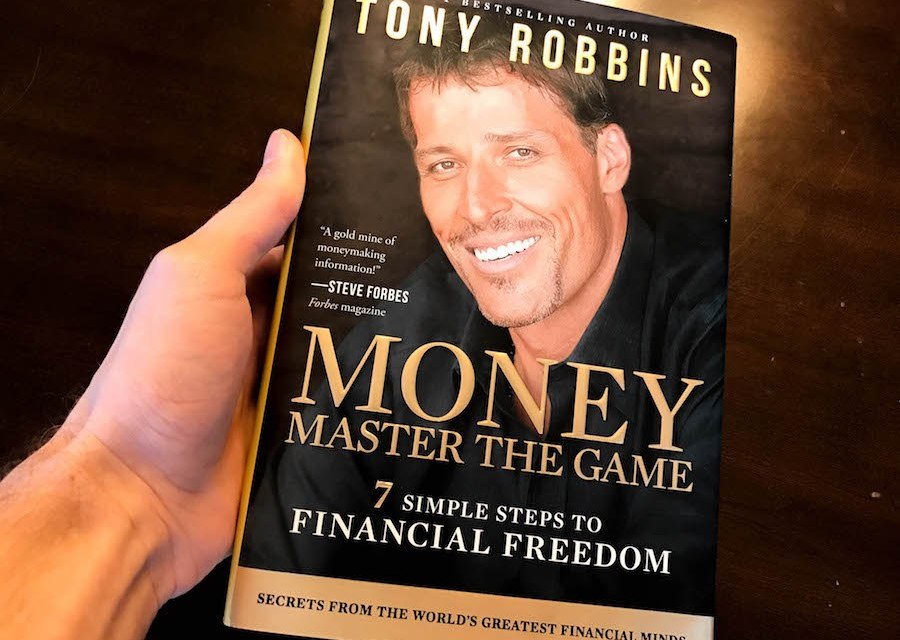 BESTSELLING AUTHOR
TONY ROBBINS
"A gold mine of
moneymaking
information!"
—STEVE FORBES
Forbes magazine
MONEY
MASTER THE GAME
7 SIMPLE STEPS TO
FINANCIAL FREEDOM
SECRETS FROM THE WORLD'S GREATEST FINANCIAL MINDS